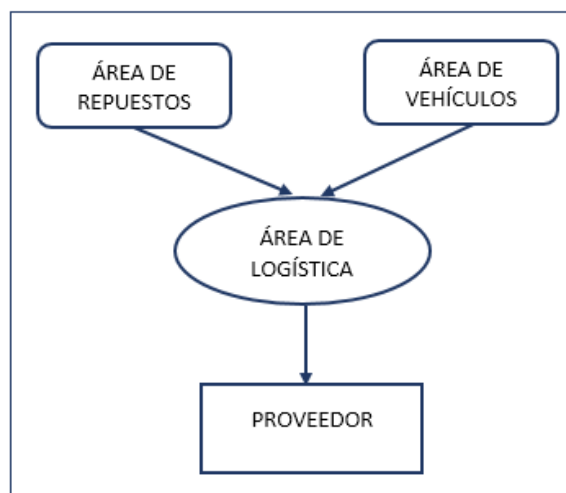 ÁREA DE
REPUESTOS
ÁREA DE
VEHÍCULOS
ÁREA DE
LOGÍSTICA
PROVEEDOR